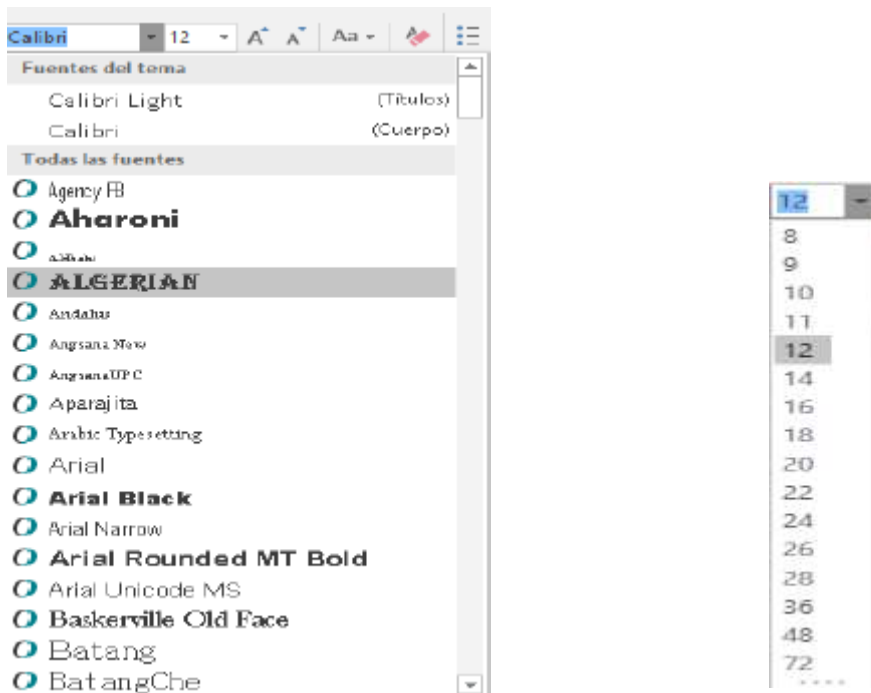 Calibri 12 A A Aa
Fuentes del tema
Calibri Light (Títulos)
Calibri (Cuerpo)
Todas las fuentes
Agency FB
Aharoni
ALGERIAN
Andalus
Angsana New
AngsanaUPC
Aparajita
Arabic Typesetting
Arial
Arial Black
Arial Narrow
Arial Rounded MT Bold
Arial Unicode MS
Baskerville Old Face
Batang
BatangChe
12
8
9
10
11
12
14
16
18
20
22
24
26
28
36
48
72